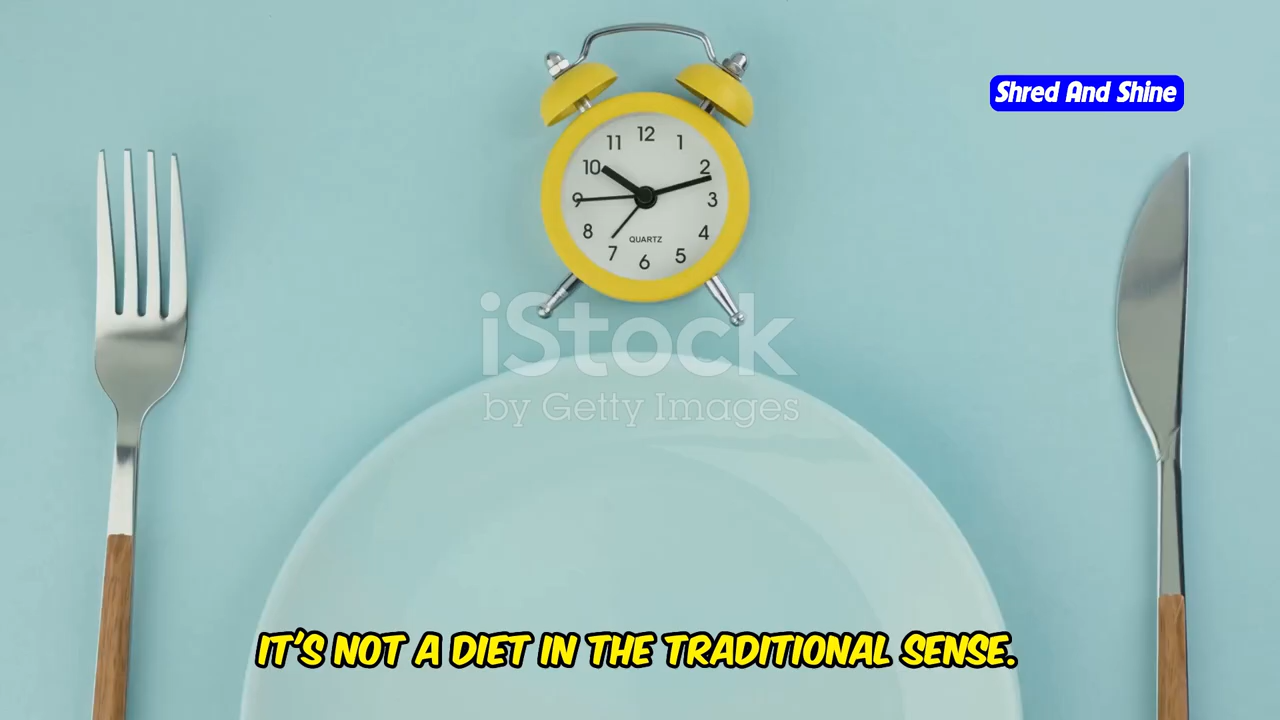 Shred And Shine
12
11 1
10 2
9 3
8 4
7 5
6
QUARTZ
iStock
by Getty Images
IT'S NOT A DIET IN THE TRADITIONAL SENSE.